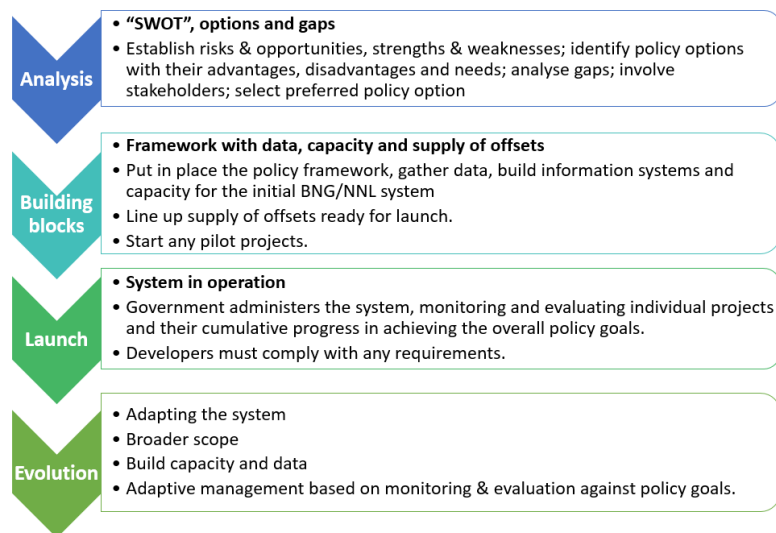 Analysis
• “SWOT”, options and gaps
• Establish risks & opportunities, strengths & weaknesses; identify policy options
with their advantages, disadvantages and needs; analyse gaps; involve
stakeholders; select preferred policy option
Building
blocks
• Framework with data, capacity and supply of offsets
• Put in place the policy framework, gather data, build information systems and
capacity for the initial BNG/NNL system
• Line up supply of offsets ready for launch.
• Start any pilot projects.
Launch
• System in operation
• Government administers the system, monitoring and evaluating individual projects
and their cumulative progress in achieving the overall policy goals.
• Developers must comply with any requirements.
Evolution
• Adapting the system
• Broader scope
• Build capacity and data
• Adaptive management based on monitoring & evaluation against policy goals.